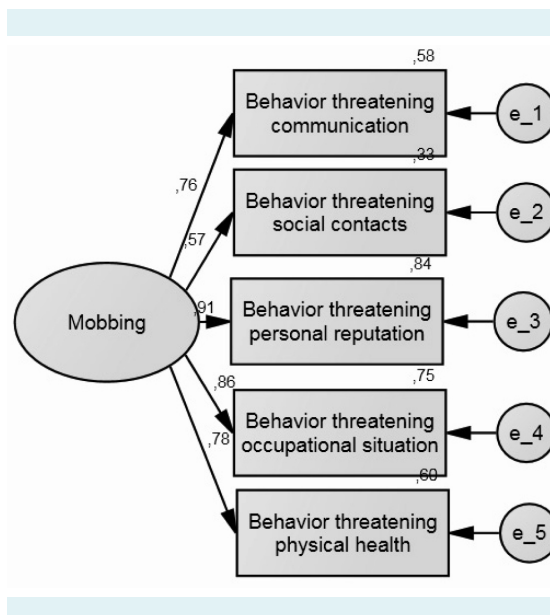 ,58
Behavior threatening
communication
e_1
,76
,33
Behavior threatening
social contacts
e_2
,57
,84
Mobbing
,91
Behavior threatening
personal reputation
e_3
,75
,86
Behavior threatening
occupational situation
e_4
,78
,60
Behavior threatening
physical health
e_5